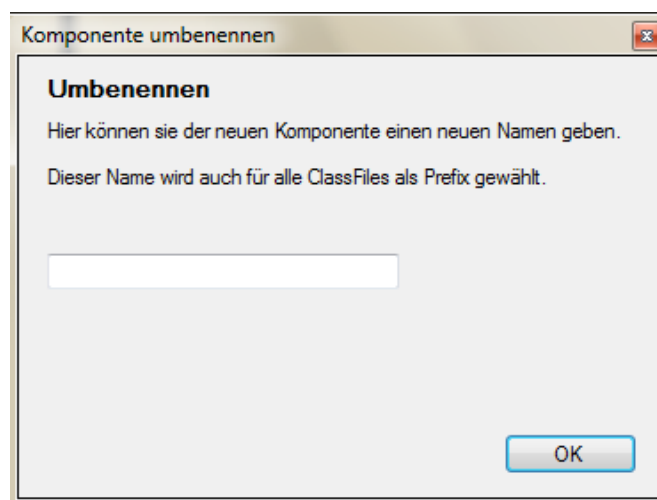 Komponente umbenennen
Umbenennen
Hier können sie der neuen Komponente einen neuen Namen geben.
Dieser Name wird auch für alle ClassFiles als Prefix gewählt.
OK